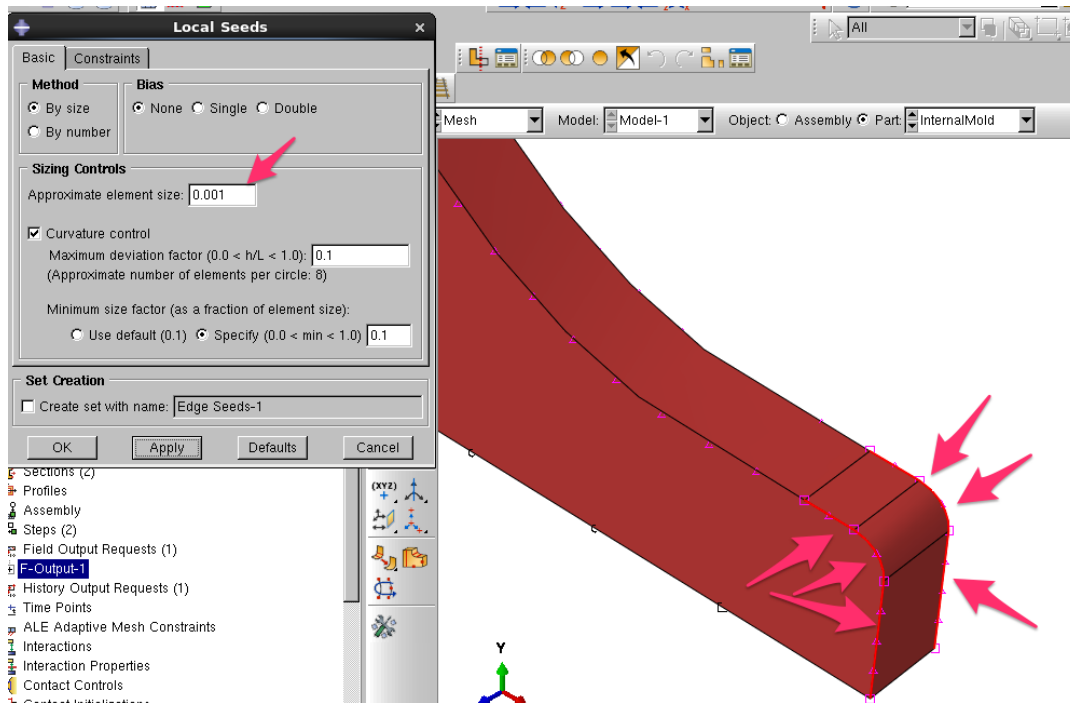 Local Seeds
Basic Constraints
Method Bias
By size None Single Double
By number
Sizing Controls
Approximate element size: 0.001
Curvature control
Maximum deviation factor (0.0 < h/L < 1.0): 0.1
(Approximate number of elements per circle: 8)
Minimum size factor (as a fraction of element size):
Use default (0.1) Specify (0.0 < min < 1.0) 0.1
Set Creation
Create set with name: Edge Seeds-1
OK Apply Defaults Cancel
All
Mesh Model: Model-1 Object: Assembly Part: InternalMold
Sections (2)
Profiles
Assembly
Steps (2)
Field Output Requests (1)
F-Output-1
History Output Requests (1)
Time Points
ALE Adaptive Mesh Constraints
Interactions
Interaction Properties
Contact Controls
Contact Initializations
(XYZ)
Y